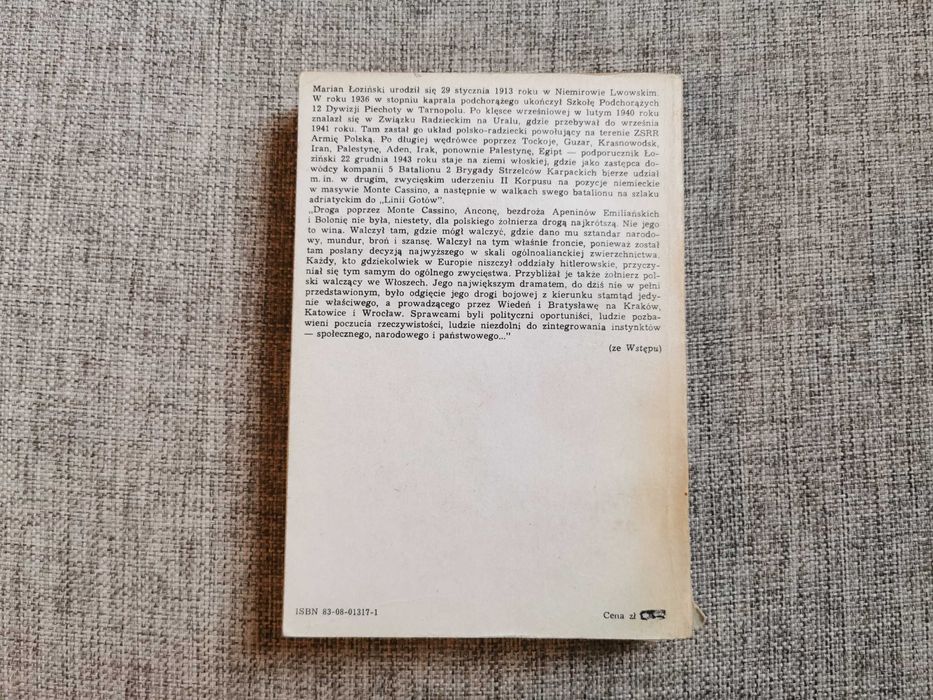 Marian Łoziński urodził się 29 stycznia 1913 roku w Niemirowie Lwowskim.
W roku 1936 w stopniu kaprala podchorążego ukończył Szkołę Podchorążych
12 Dywizji Piechoty w Tarnopolu. Po klęsce wrześniowej w lutym 1940 roku
znalazł się w Związku Radzieckim na Uralu, gdzie przebywał do września
1941 roku. Tam zastał go układ polsko-radziecki powołujący na terenie ZSRR
Armię Polską. Po długiej wędrówce poprzez Tockoje, Guzar, Krasnowodsk,
Iran, Palestynę, Aden, Irak, ponownie Palestynę, Egipt — podporucznik Ło-
ziński 22 grudnia 1943 roku staje na ziemi włoskiej, gdzie jako zastępca do-
wódcy kompanii 5 Batalionu 2 Brygady Strzelców Karpackich bierze udział
m. in. w drugim, zwycięskim uderzeniu II Korpusu na pozycje niemieckie
w masywie Monte Cassino, a następnie w walkach swego batalionu na szlaku
adriatyckim do „Linii Gotów".
„Droga poprzez Monte Cassino, Anconę, bezdroża Apeninów Emiliańskich
i Bolonię nie była, niestety, dla polskiego żołnierza drogą najkrótszą. Nie jego
to wina. Walczył tam, gdzie mógł walczyć, gdzie dano mu sztandar narodo-
wy, mundur, broń i szansę. Walczył na tym właśnie froncie, ponieważ został
tam posłany decyzją najwyższego w skali ogólnoalianckiej zwierzchnictwa.
Każdy, kto gdziekolwiek w Europie niszczył oddziały hitlerowskie, przyczy-
niał się tym samym do ogólnego zwycięstwa. Przybliżał je także żołnierz pol-
ski walczący we Włoszech. Jego największym dramatem, do dziś nie w pełni
przedstawionym, było odgięcie jego drogi bojowej z kierunku stamtąd jedy-
nie właściwego, a prowadzącego przez Wiedeń i Bratysławę na Kraków,
Katowice i Wrocław. Sprawcami byli polityczni oportuniści, ludzie pozba-
wieni poczucia rzeczywistości, ludzie niezdolni do zintegrowania instynktów
— społecznego, narodowego i państwowego..."
(ze Wstępu)
ISBN 83-08-01317-1
Cena zł